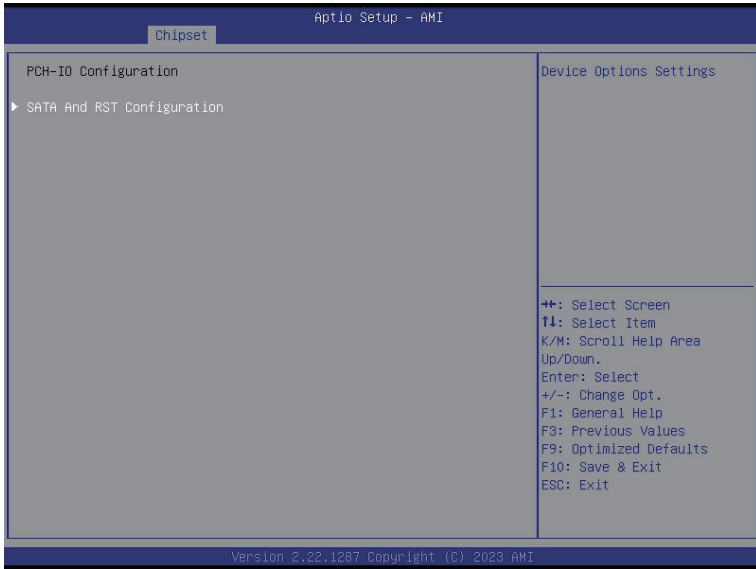 Aptio Setup – AMI
Chipset
PCH-IO Configuration
▶ SATA And RST Configuration
Device Options Settings
→←: Select Screen
↑↓: Select Item
K/M: Scroll Help Area
Up/Down.
Enter: Select
+/-: Change Opt.
F1: General Help
F3: Previous Values
F9: Optimized Defaults
F10: Save & Exit
ESC: Exit
Version 2.22.1287 Copyright (C) 2023 AMI